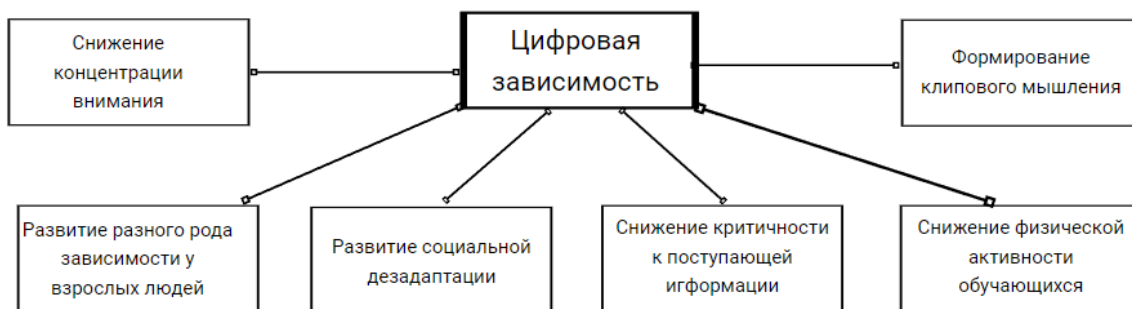 Цифровая
зависимость
Снижение
концентрации
внимания
Формирование
клипового мышления
Развитие разного рода
зависимости у
взрослых людей
Развитие социальной
дезадаптации
Снижение критичности
к поступающей
игформации
Снижение физической
активности
обучающихся